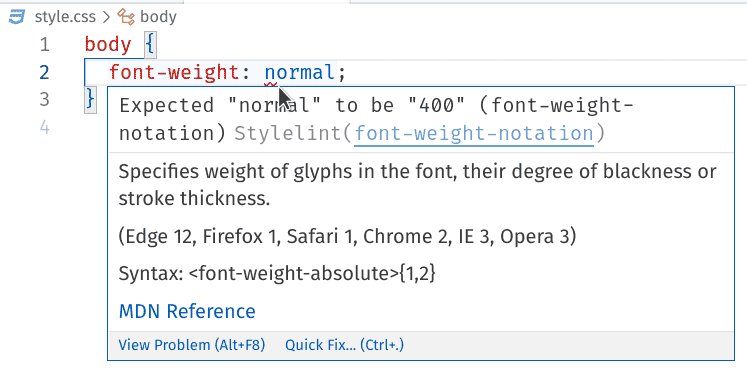 style.css > body
1 body {
2 font-weight: normal;
3 }
4
Expected "normal" to be "400" (font-weight-
notation) Stylelint(font-weight-notation)
Specifies weight of glyphs in the font, their degree of blackness or
stroke thickness.
(Edge 12, Firefox 1, Safari 1, Chrome 2, IE 3, Opera 3)
Syntax: <font-weight-absolute>{1,2}
MDN Reference
View Problem (Alt+F8) Quick Fix... (Ctrl+.)